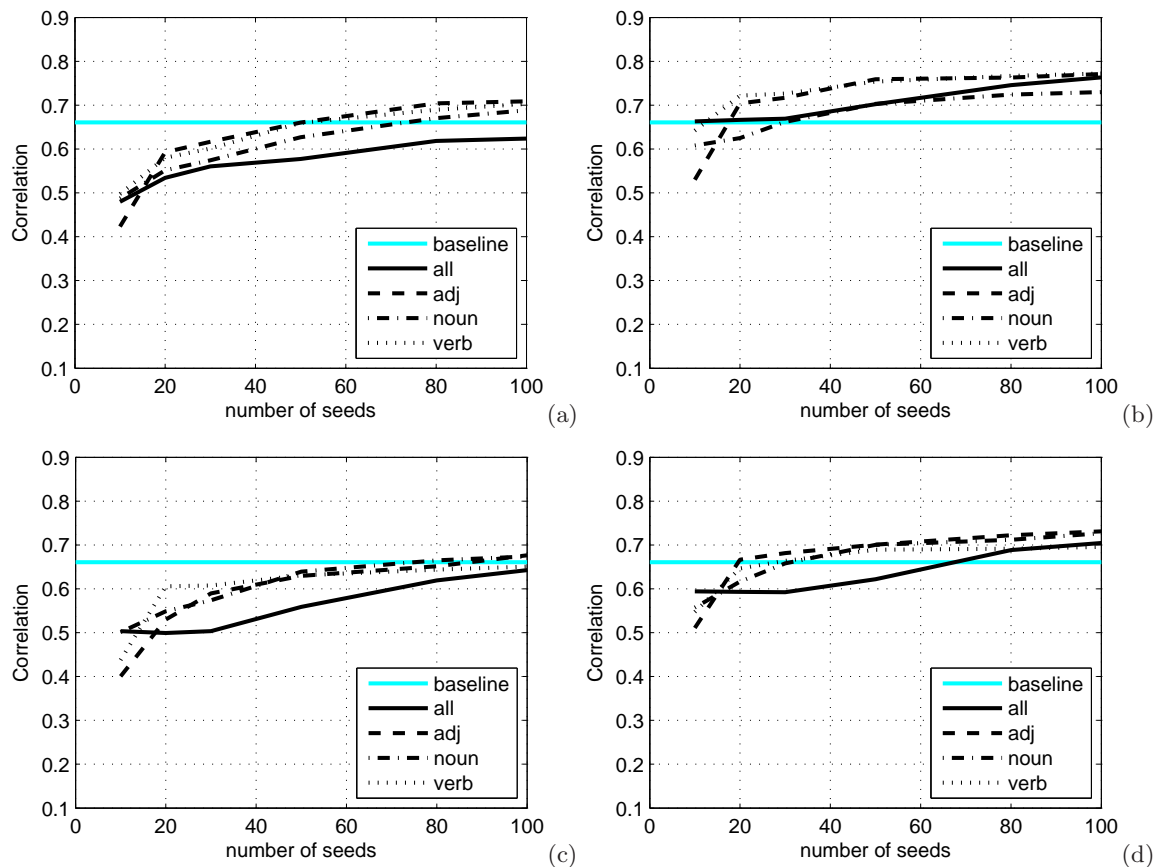 0.9
0.8
0.7
0.6
0.5
0.4
0.3
0.2
0.1
Correlation
baseline
all
adj
noun
verb
0 20 40 60 80 100
number of seeds
(a)
0.9
0.8
0.7
0.6
0.5
0.4
0.3
0.2
0.1
Correlation
baseline
all
adj
noun
verb
0 20 40 60 80 100
number of seeds
(b)
0.9
0.8
0.7
0.6
0.5
0.4
0.3
0.2
0.1
Correlation
baseline
all
adj
noun
verb
0 20 40 60 80 100
number of seeds
(c)
0.9
0.8
0.7
0.6
0.5
0.4
0.3
0.2
0.1
Correlation
baseline
all
adj
noun
verb
0 20 40 60 80 100
number of seeds
(d)